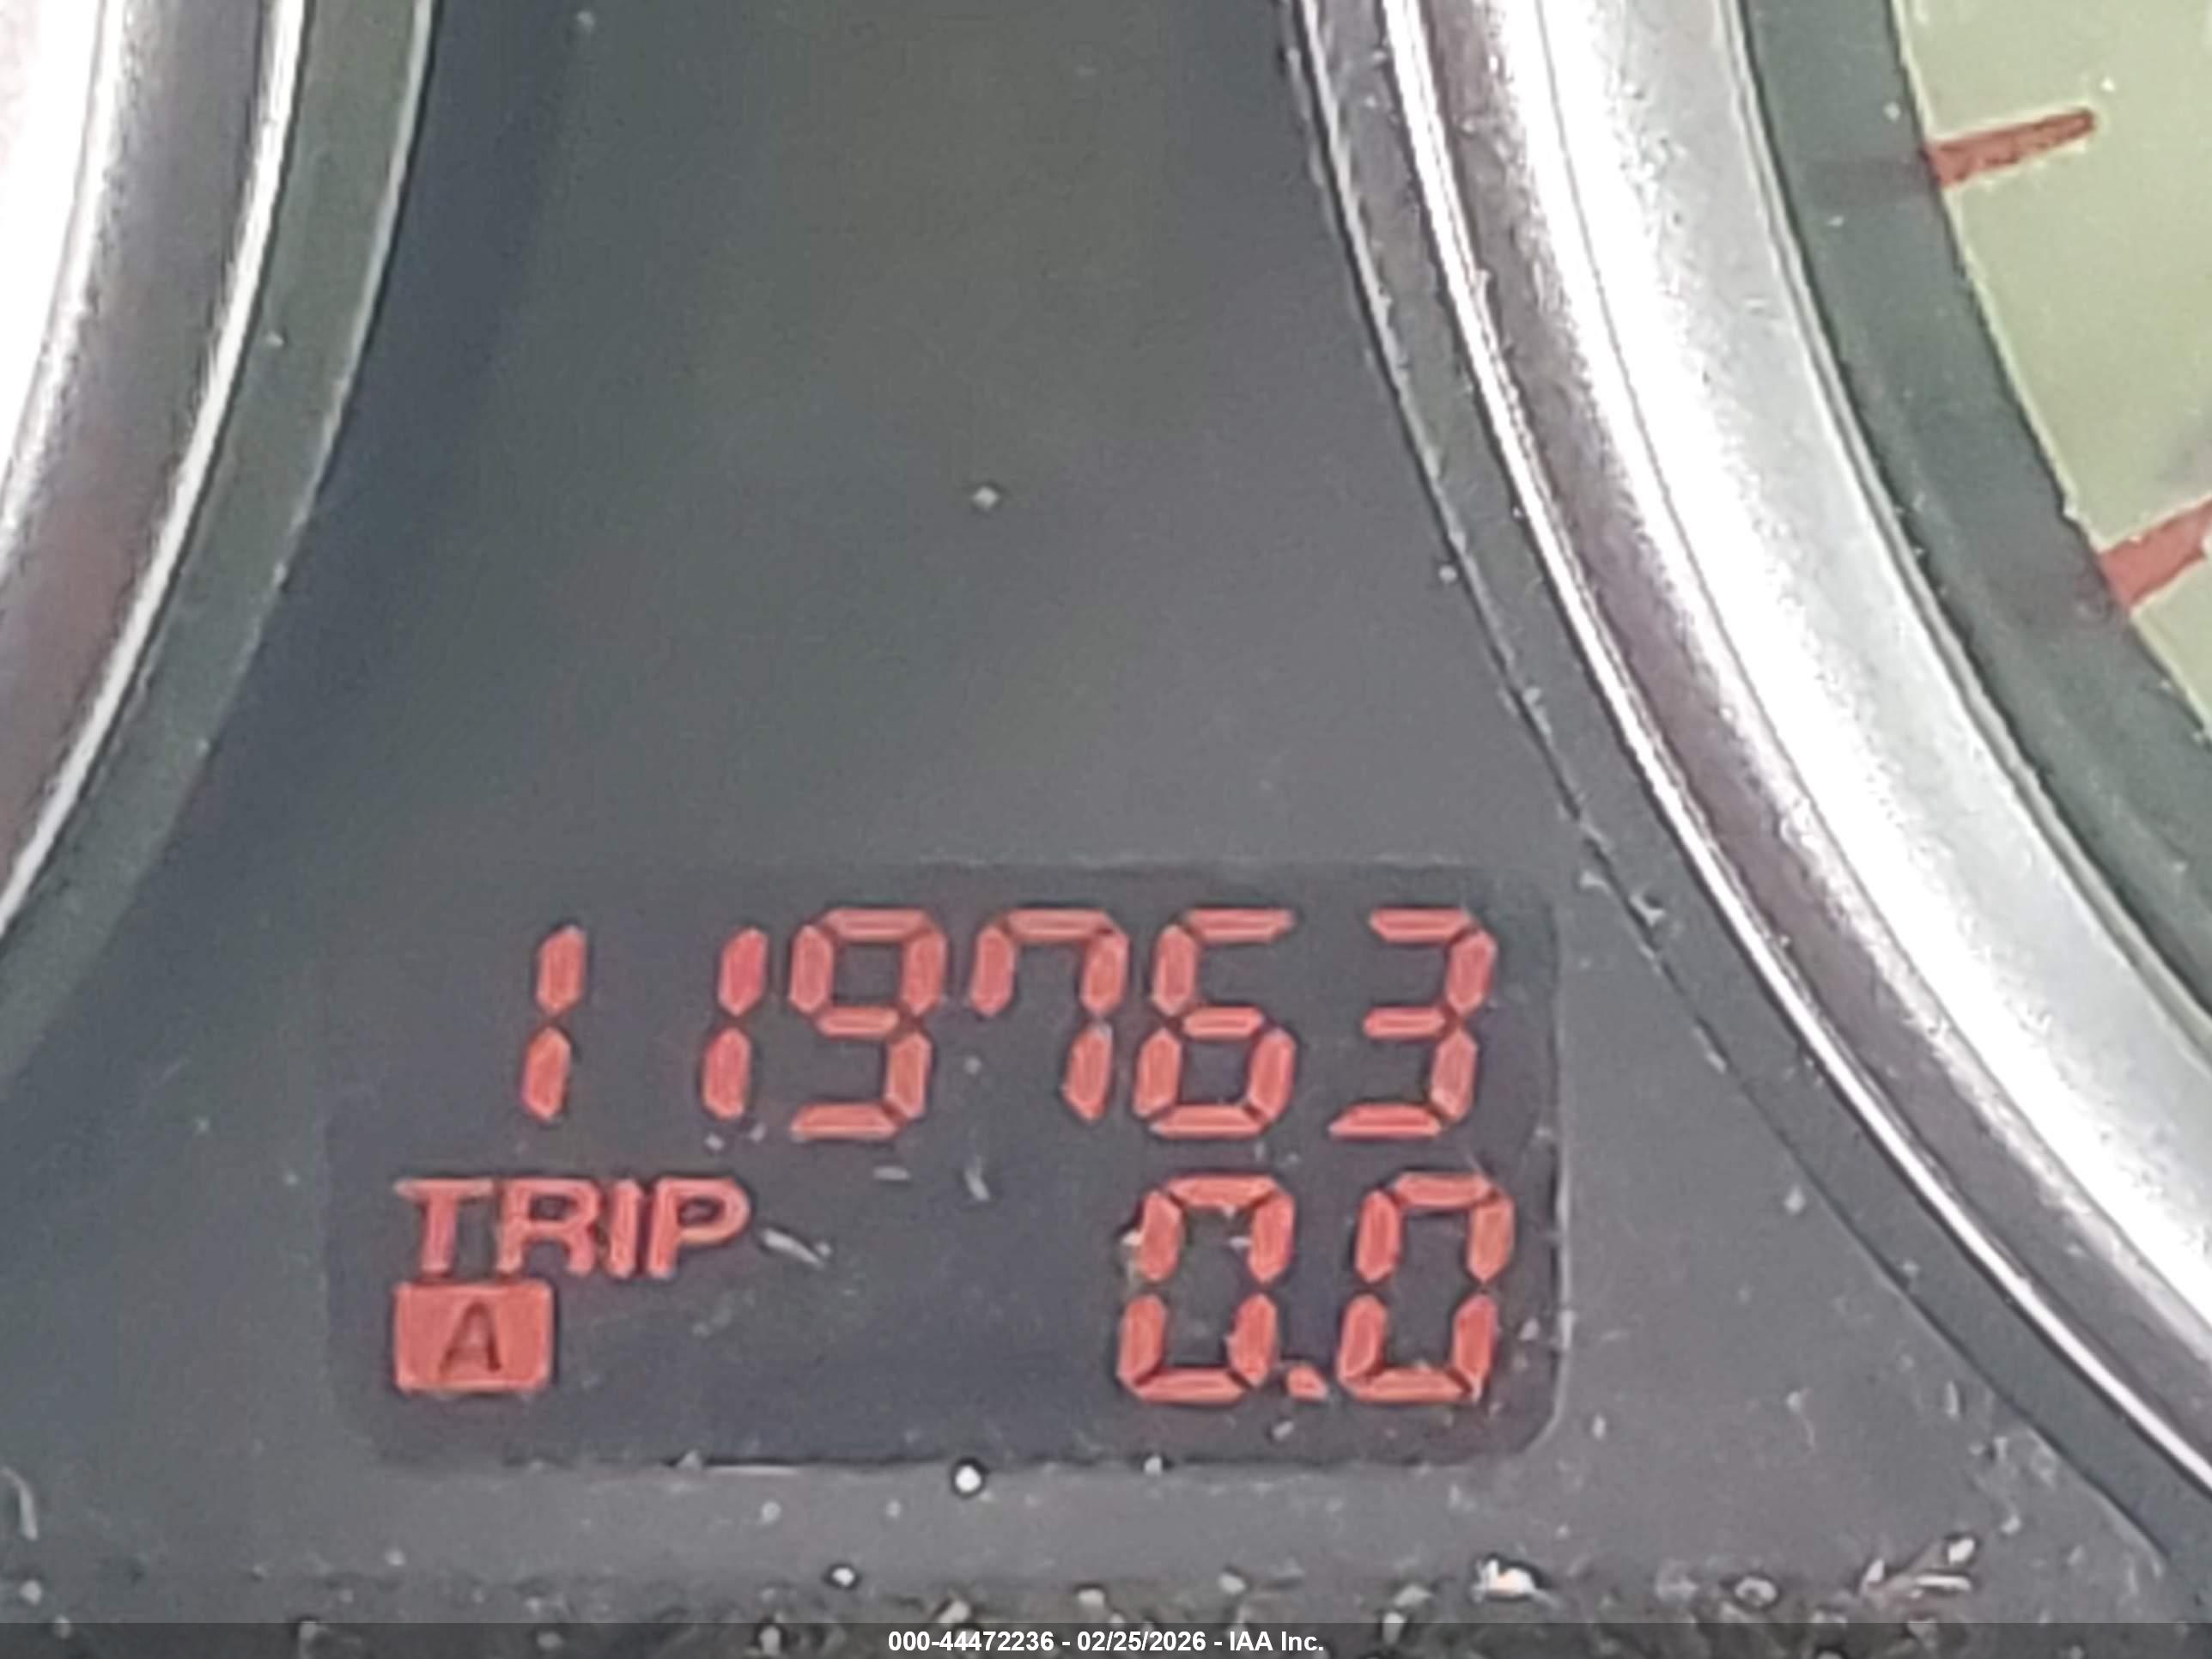 119763
TRIP 0.0
A
000-44472236 - 02/25/2026 - IAA Inc.